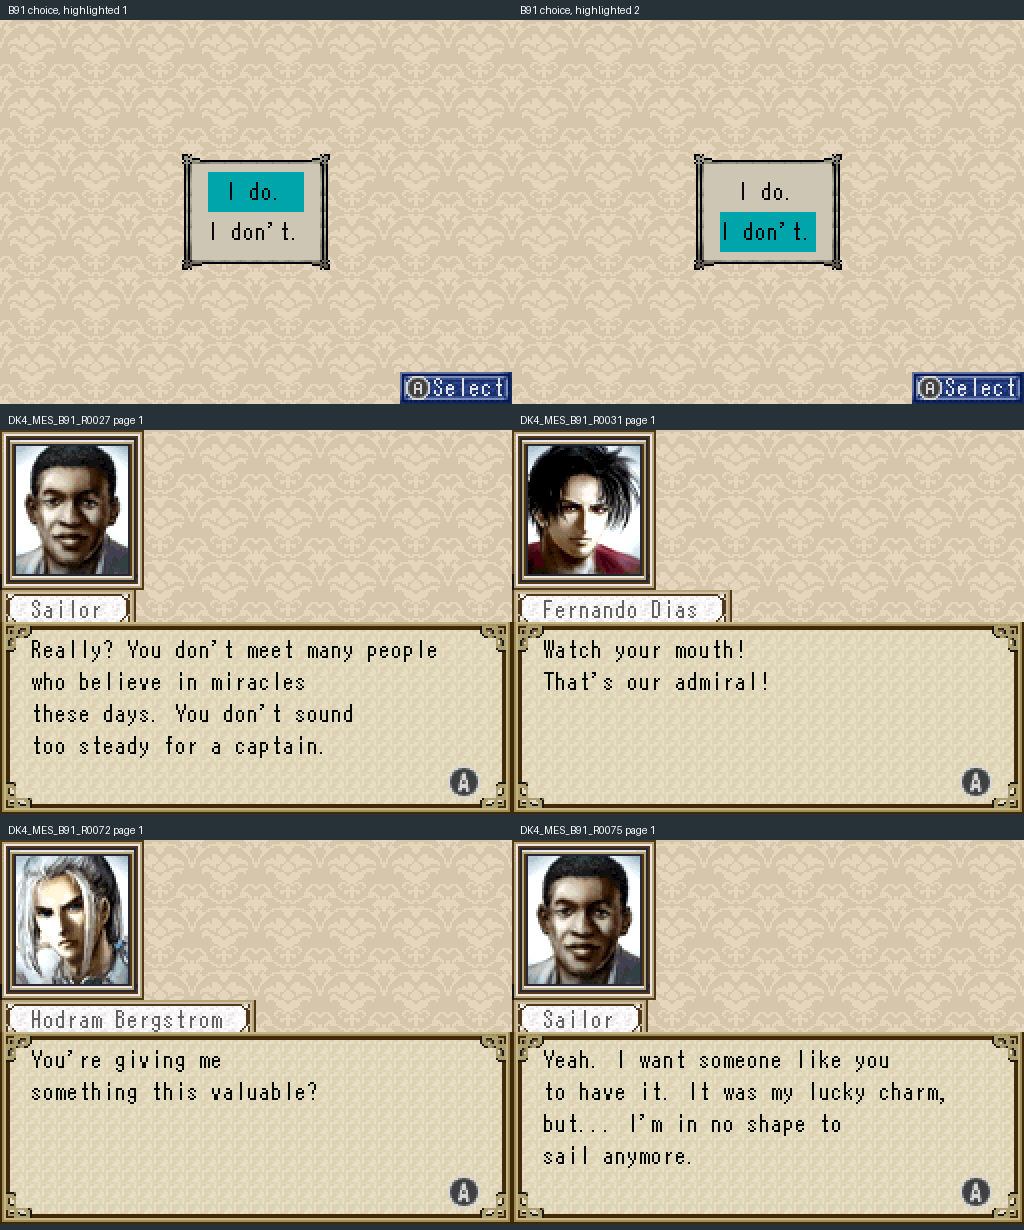 B91 choice, highlighted 1
B91 choice, highlighted 2
I do.
I don't.
I do.
I don't.
A Select
A Select
DK4_MES_B91_R0027 page 1
DK4_MES_B91_R0031 page 1
Sailor
Really? You don't meet many people
who believe in miracles
these days. You don't sound
too steady for a captain.
A
Fernando Dias
Watch your mouth!
That's our admiral!
A
DK4_MES_B91_R0072 page 1
DK4_MES_B91_R0075 page 1
Hodram Bergstrom
You're giving me
something this valuable?
A
Sailor
Yeah. I want someone like you
to have it. It was my lucky charm,
but... I'm in no shape to
sail anymore.
A